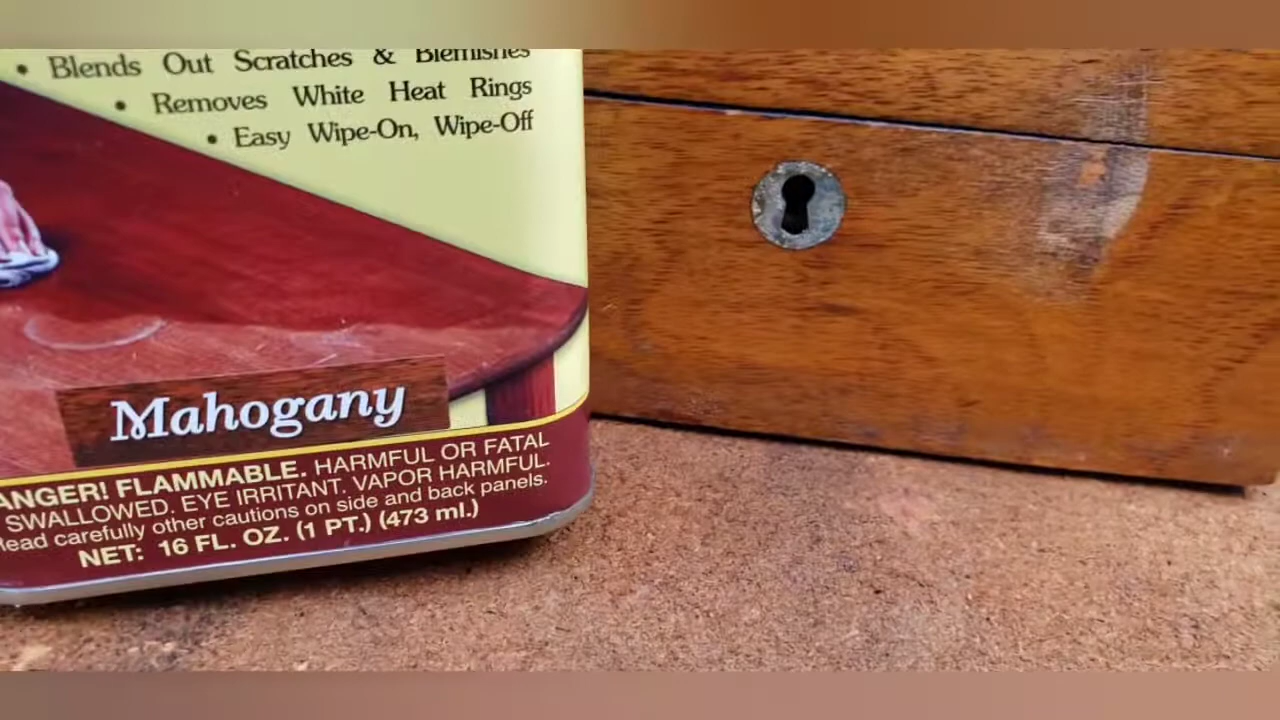 • Blends Out Scratches & Blemishes
• Removes White Heat Rings
• Easy Wipe-On, Wipe-Off
Mahogany
ANGER! FLAMMABLE. HARMFUL OR FATAL
SWALLOWED. EYE IRRITANT. VAPOR HARMFUL.
ead carefully other cautions on side and back panels.
NET: 16 FL. OZ. (1 PT.) (473 ml.)